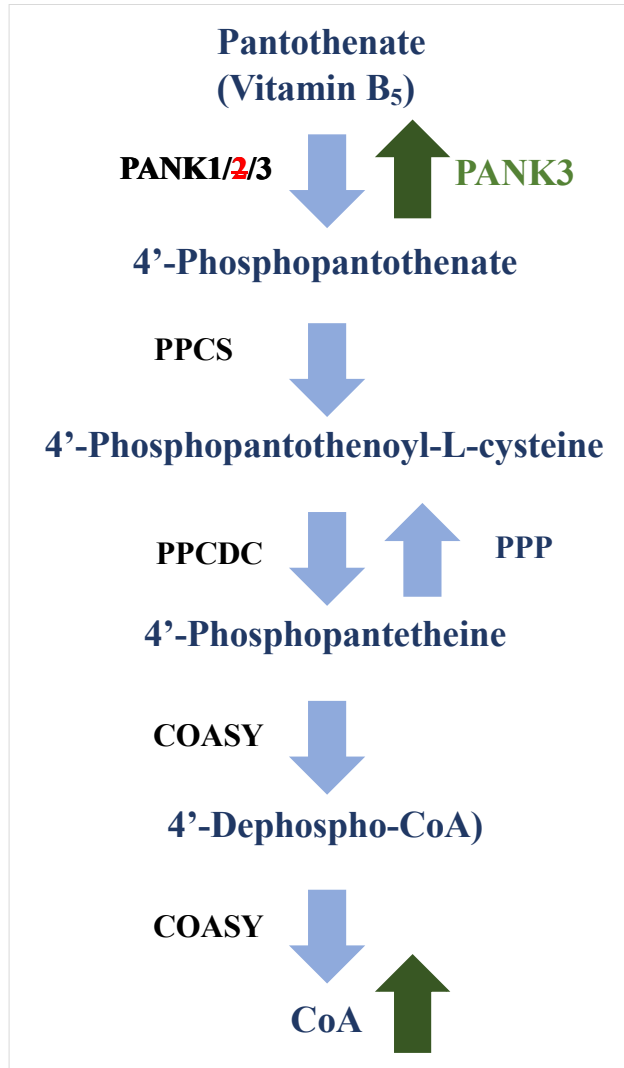 Pantothenate
(Vitamin B₅)
PANK1/2/3
PANK3
4’-Phosphopantothenate
PPCS
4’-Phosphopantothenoyl-L-cysteine
PPCDC
PPP
4’-Phosphopantetheine
COASY
4’-Dephospho-CoA)
COASY
CoA